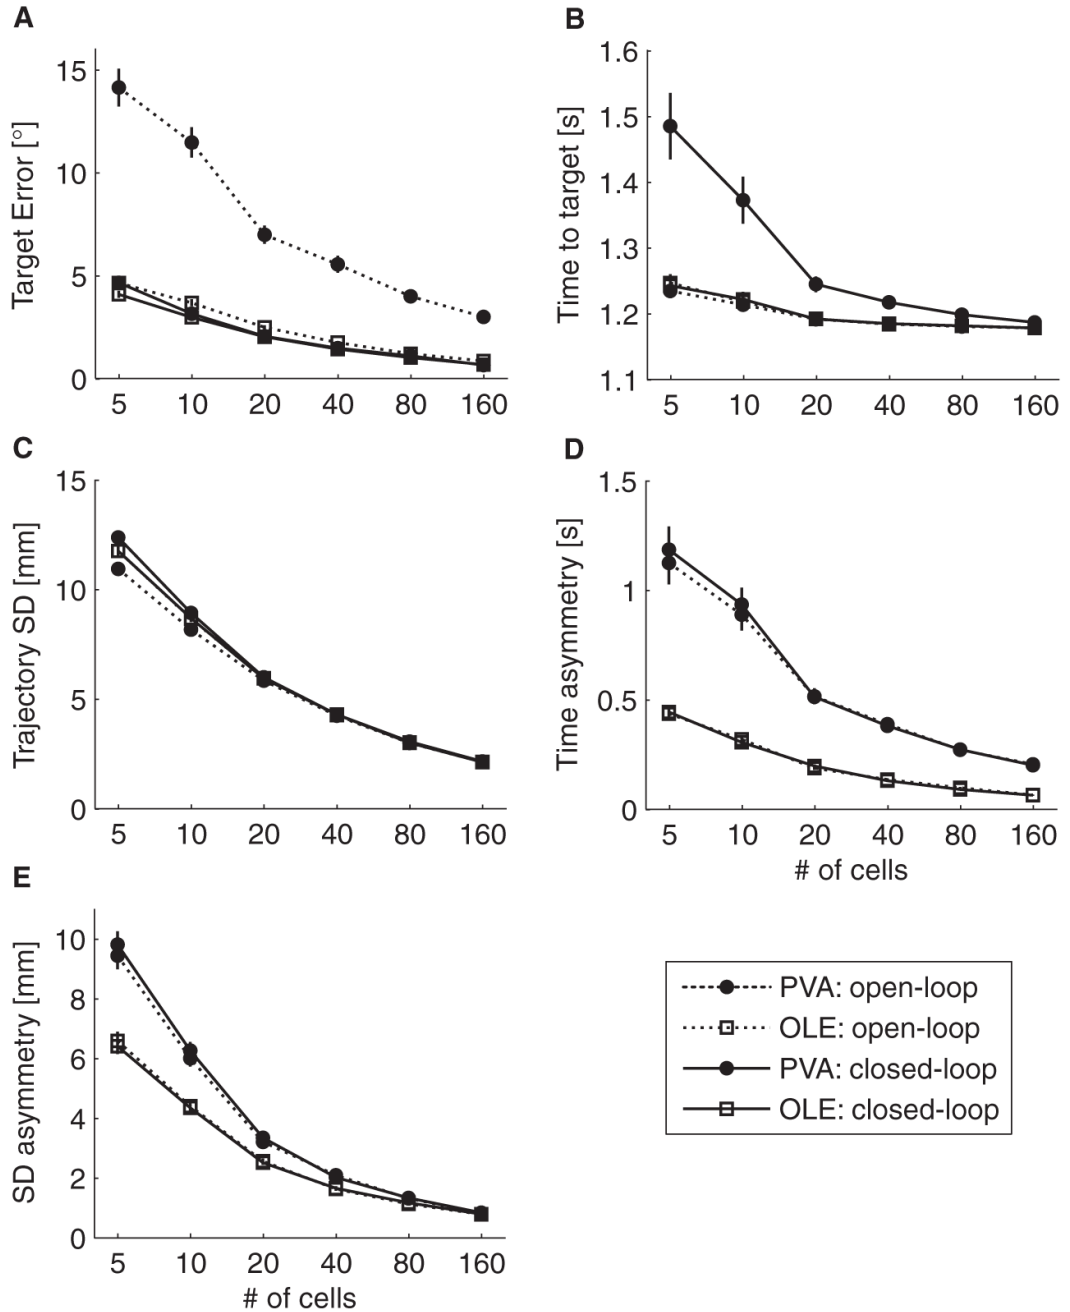 A
Target Error [°]
15
10
5
0
5 10 20 40 80 160
B
Time to target [s]
1.6
1.5
1.4
1.3
1.2
1.1
5 10 20 40 80 160
C
Trajectory SD [mm]
15
10
5
0
5 10 20 40 80 160
D
Time asymmetry [s]
1.5
1
0.5
0
5 10 20 40 80 160
# of cells
E
SD asymmetry [mm]
10
8
6
4
2
0
5 10 20 40 80 160
# of cells
PVA: open-loop
OLE: open-loop
PVA: closed-loop
OLE: closed-loop